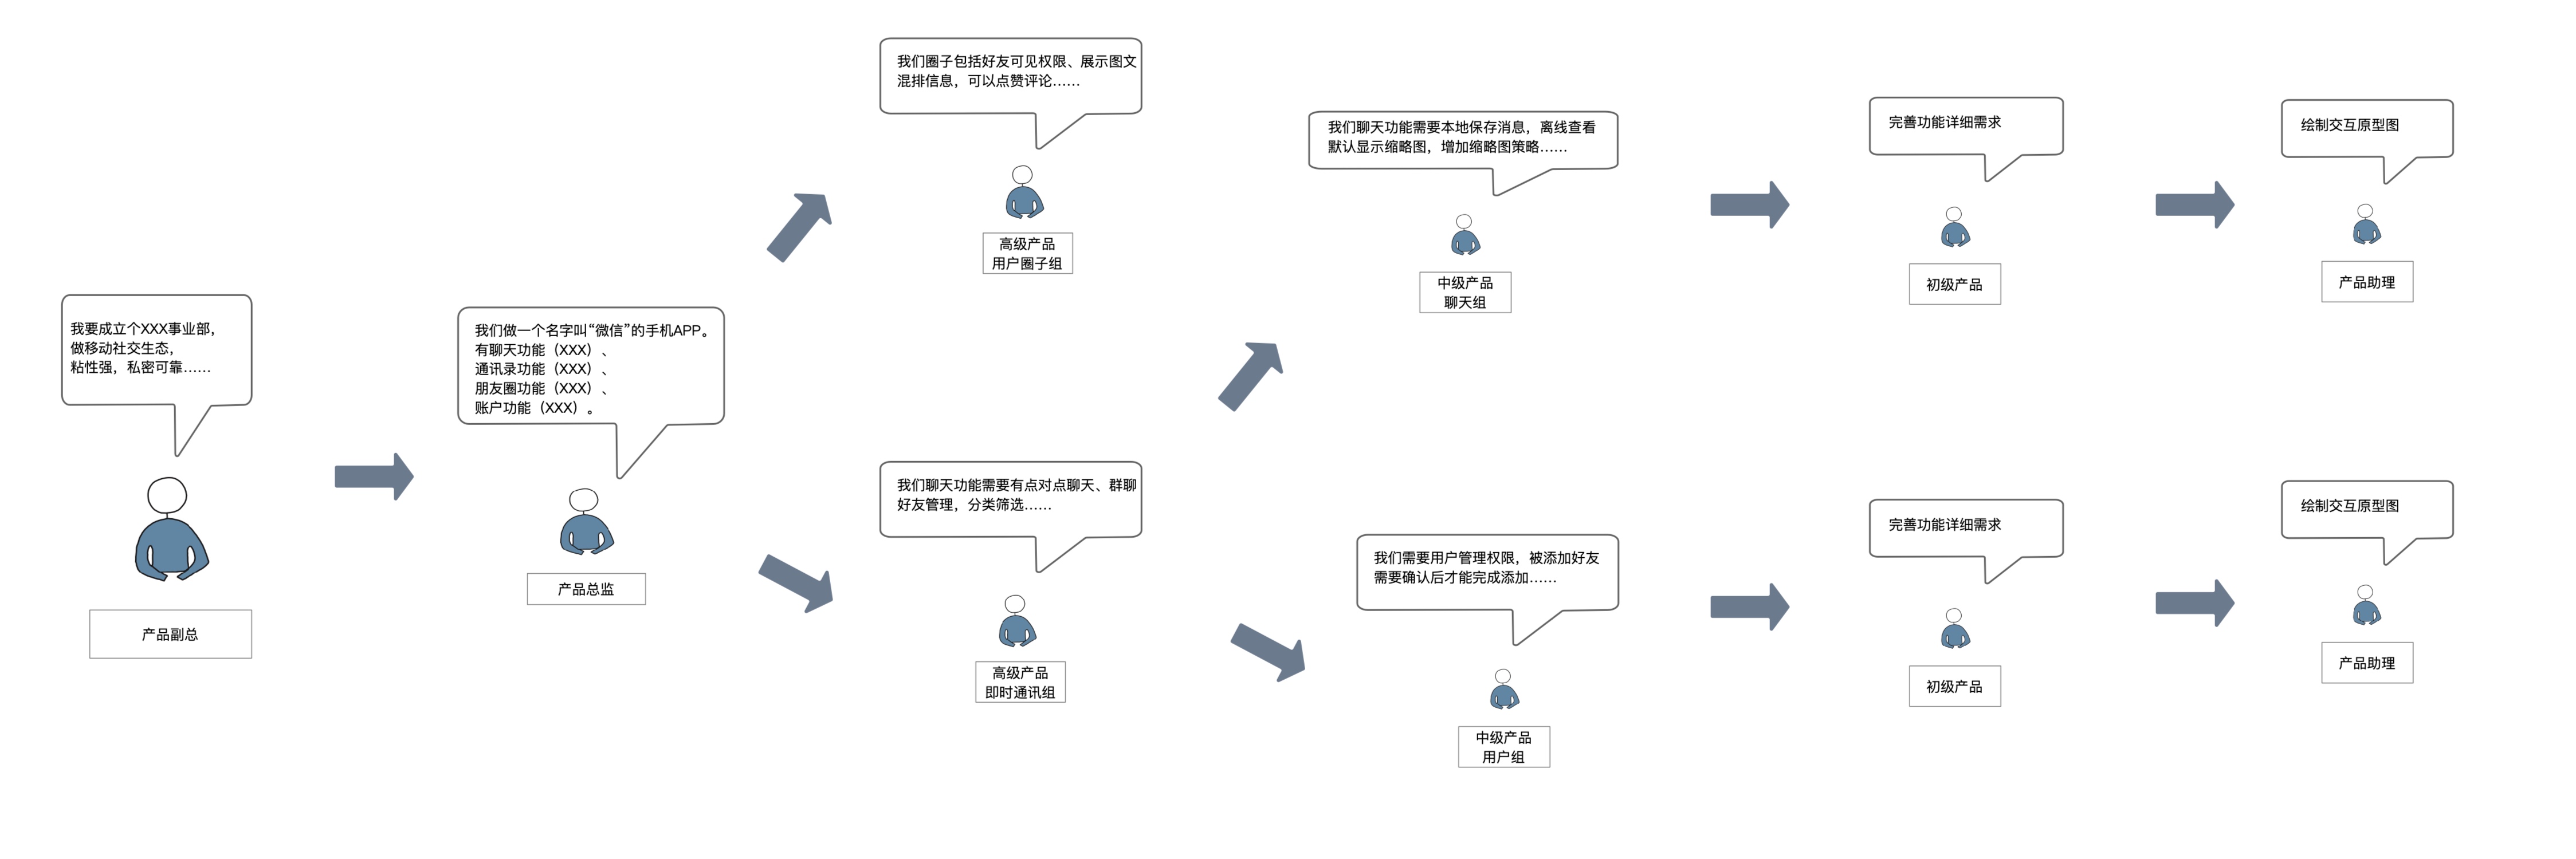 我要成立个XXX事业部，
做移动社交生态，
粘性强，私密可靠……
产品副总
我们做一个名字叫“微信”的手机APP。
有聊天功能（XXX）、
通讯录功能（XXX）、
朋友圈功能（XXX）、
账户功能（XXX）。
产品总监
我们圈子包括好友可见权限、展示图文
混排信息，可以点赞评论……
高级产品
用户圈子组
我们聊天功能需要有点对点聊天、群聊
好友管理，分类筛选……
高级产品
即时通讯组
我们聊天功能需要本地保存消息，离线查看
默认显示缩略图，增加缩略图策略……
中级产品
聊天组
我们需要用户管理权限，被添加好友
需要确认后才能完成添加……
中级产品
用户组
完善功能详细需求
初级产品
绘制交互原型图
产品助理
完善功能详细需求
初级产品
绘制交互原型图
产品助理